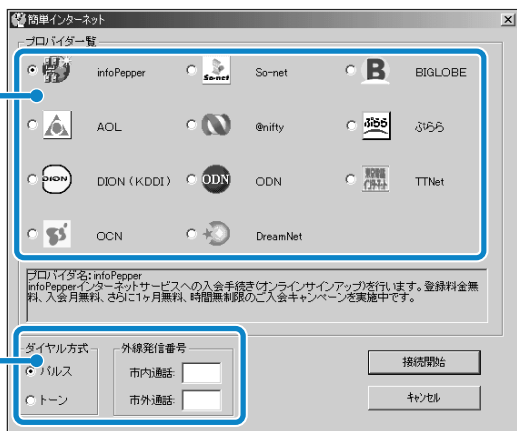 簡単インターネット
プロバイダー一覧
infoPepper
So-net
So-net
B
BIGLOBE
AOL
@nifty
ぷらら
ぷらら
DION
DION (KDDI)
ODN
ODN
TTNet
OCN
DreamNet
プロバイダ名: infoPepper
infoPepperインターネットサービスへの入会手続き(オンラインサインアップ)を行います。登録料金無
料、入会月無料、さらに1ヶ月無料、時間無制限のご入会キャンペーンを実施中です。
ダイヤル方式
外線発信番号
パルス
市内通話:
接続開始
トーン
市外通話:
キャンセル